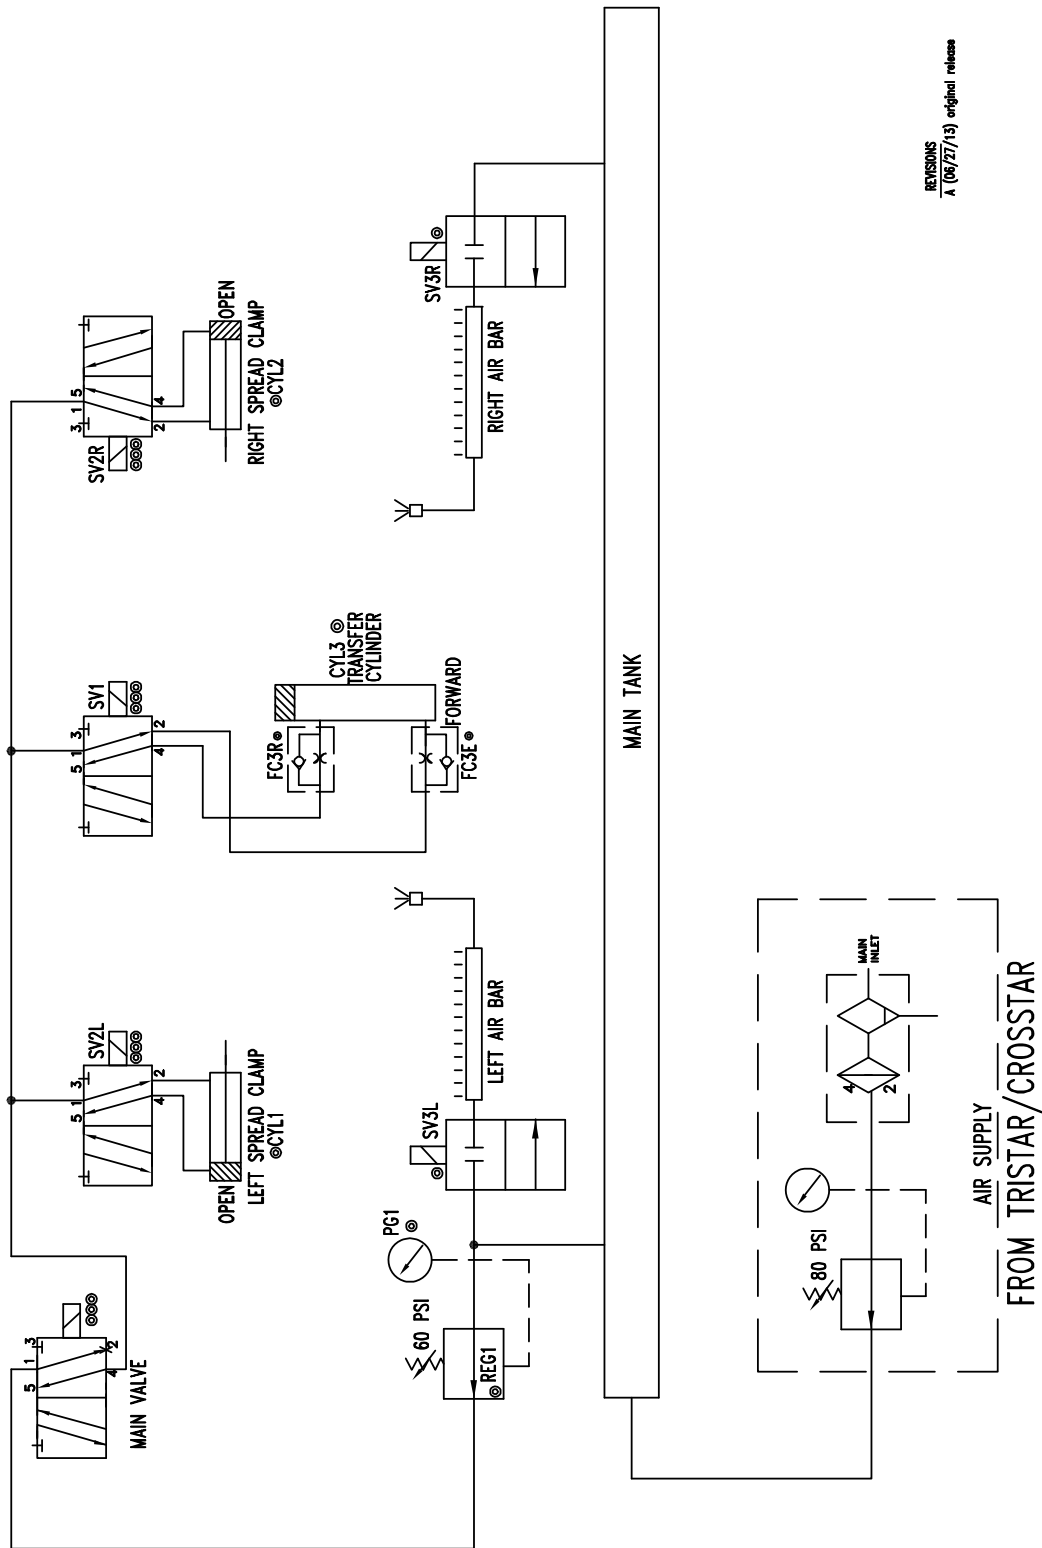 MAIN VALVE
5
1
3
4
2
SV2L
5
1
3
4
2
OPEN
LEFT SPREAD CLAMP
CYL1
SV1
5
1
3
4
2
CYL3
TRANSFER
CYLINDER
FC3R
FORWARD
FC3E
SV2R
3
1
5
2
4
OPEN
RIGHT SPREAD CLAMP
CYL2
60 PSI
PG1
REG1
SV3L
LEFT AIR BAR
RIGHT AIR BAR
SV3R
MAIN TANK
80 PSI
4
2
MAIN
INLET
AIR SUPPLY
FROM TRISTAR/CROSSTAR
REVISIONS
A (06/27/13) original release